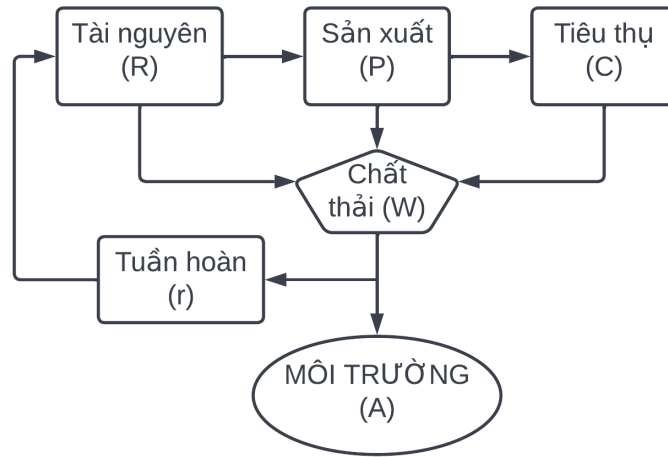 Tài nguyên
(R)
Sản xuất
(P)
Tiêu thụ
(C)
Chất
thải (W)
Tuần hoàn
(r)
MÔI TRƯỜNG
(A)